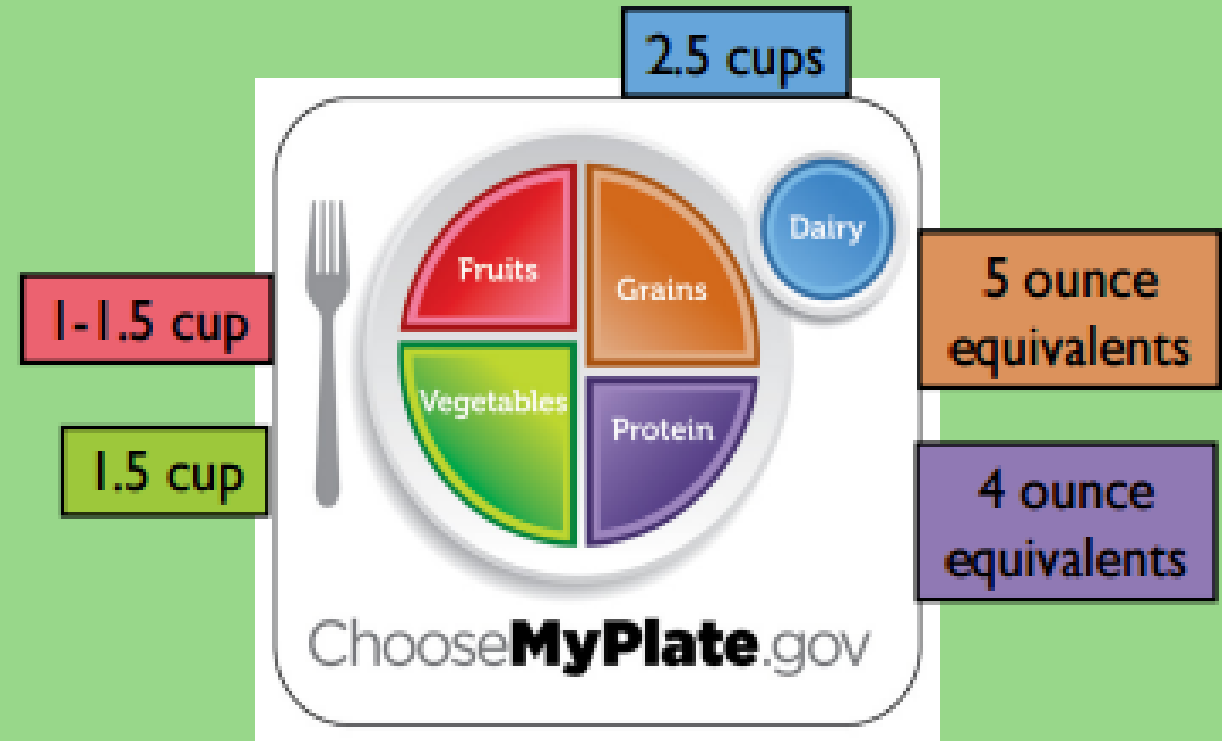 2.5 cups
Dairy
Fruits
Grains
1-1.5 cup
5 ounce
equivalents
Vegetables
Protein
1.5 cup
4 ounce
equivalents
ChooseMyPlate.gov